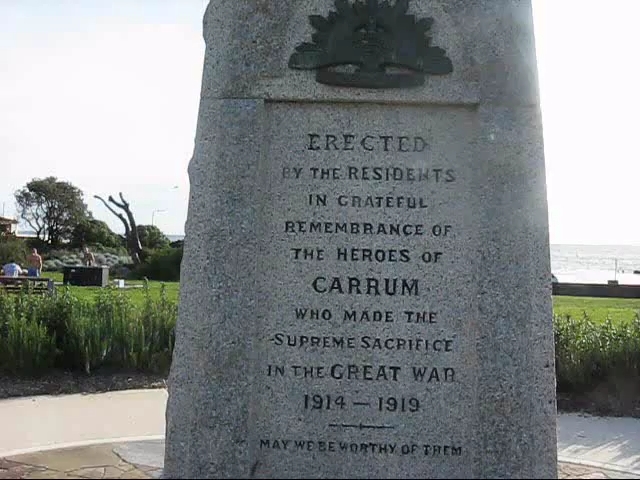 ERECTED
BY THE RESIDENTS
IN GRATEFUL
REMEMBRANCE OF
THE HEROES OF
CARRUM
WHO MADE THE
SUPREME SACRIFICE
IN THE GREAT WAR
1914 — 1919
MAY WE BE WORTHY OF THEM